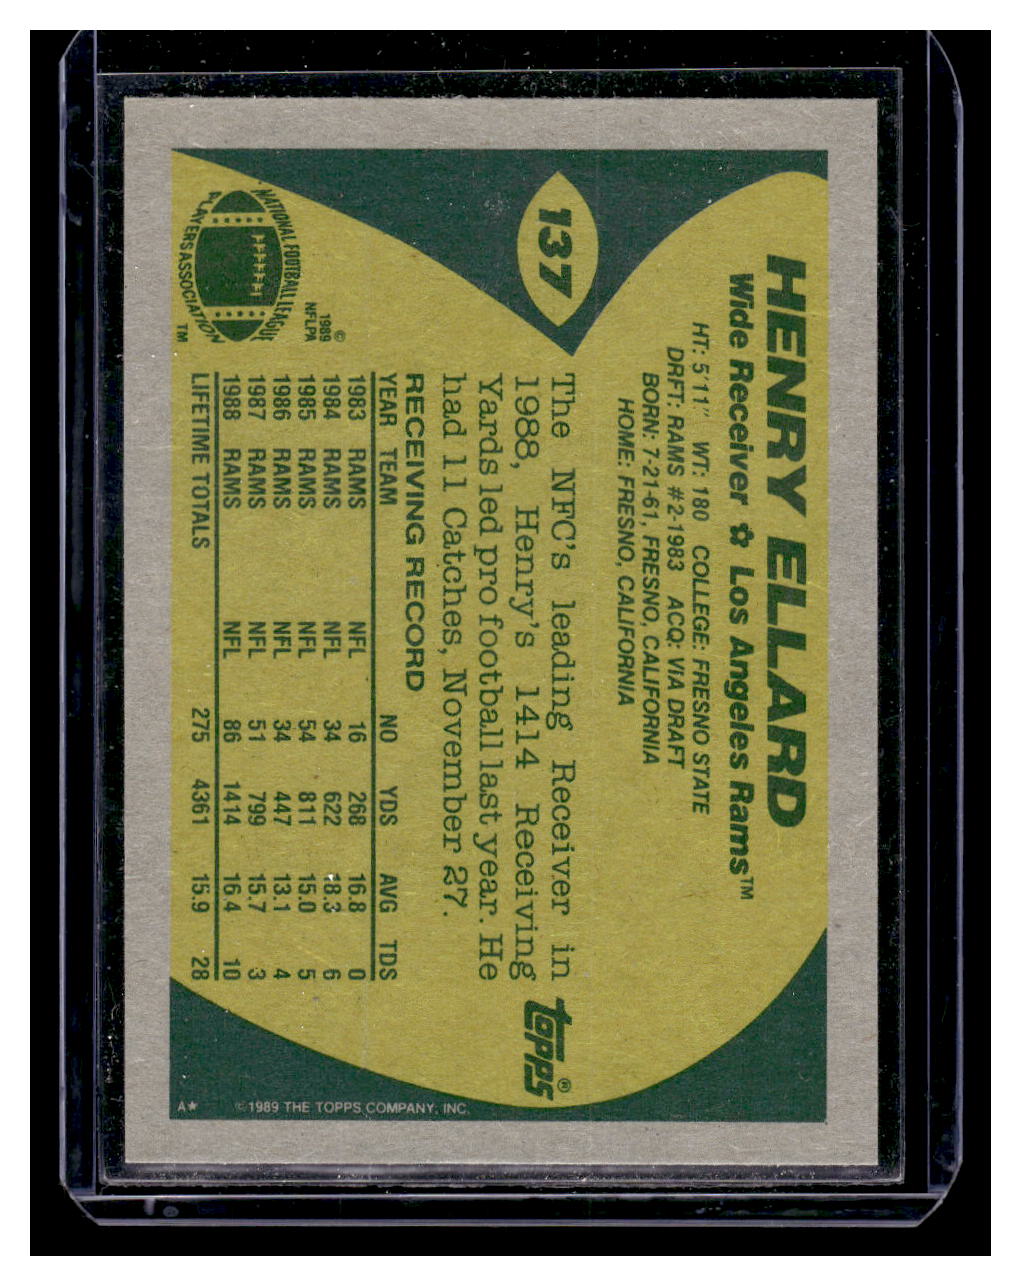 137
HENRY ELLARD
Wide Receiver ✿ Los Angeles Rams™
HT: 5'11" WT: 180 COLLEGE: FRESNO STATE
DRFT: RAMS #2-1983 ACQ: VIA DRAFT
BORN: 7-21-61, FRESNO, CALIFORNIA
HOME: FRESNO, CALIFORNIA
The NFC's leading Receiver in
1988, Henry's 1414 Receiving
Yards led pro football last year. He
had 11 Catches, November 27.
RECEIVING RECORD
YEAR TEAM NO YDS AVG TDS
1983 RAMS NFL 16 268 16.8 0
1984 RAMS NFL 34 622 18.3 6
1985 RAMS NFL 54 811 15.0 5
1986 RAMS NFL 34 447 13.1 4
1987 RAMS NFL 51 799 15.7 3
1988 RAMS NFL 86 1414 16.4 10
LIFETIME TOTALS 275 4361 15.9 28
NATIONAL FOOTBALL LEAGUE
PLAYERS ASSOCIATION
TM
©
1989
NFLPA
topps®
A★ ©1989 THE TOPPS COMPANY, INC.